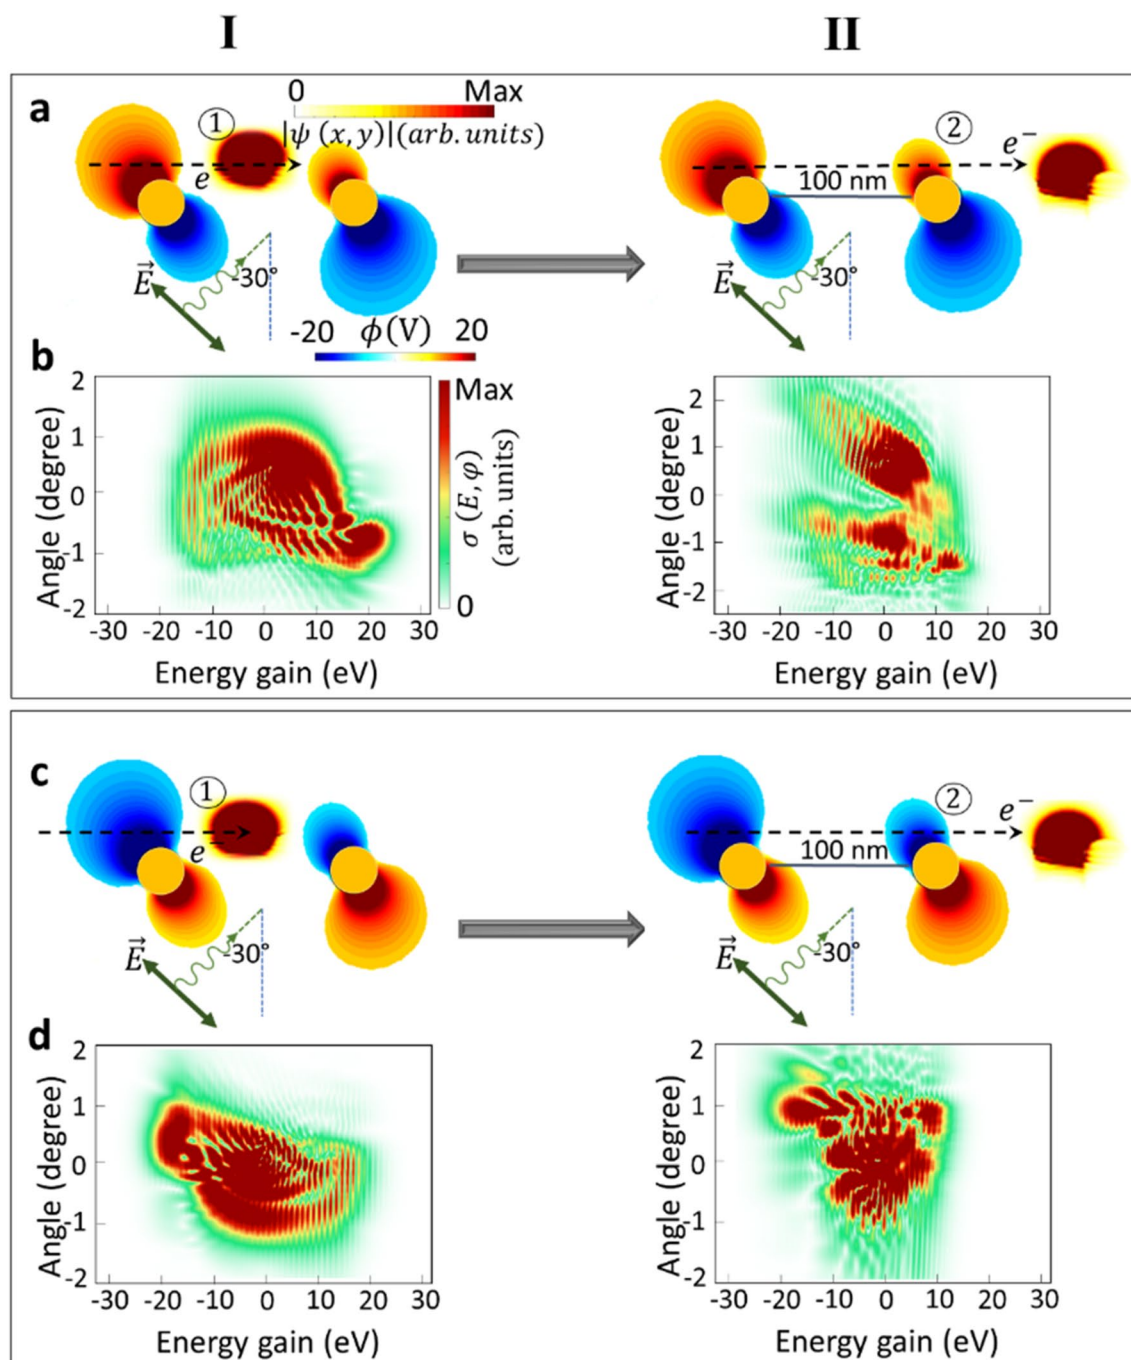 I II
a
0 Max
|ψ (x, y)|(arb. units)
① e⁻
② e⁻
100 nm
E⃗ -30°
E⃗ -30°
-20 ϕ(V) 20
b
Max
σ (E, φ)
(arb. units)
0
Angle (degree)
2
1
0
-1
-2
-30 -20 -10 0 10 20 30
Energy gain (eV)
Angle (degree)
2
1
0
-1
-2
-30 -20 -10 0 10 20 30
Energy gain (eV)
c
① e⁻
② e⁻
100 nm
E⃗ -30°
E⃗ -30°
d
Angle (degree)
2
1
0
-1
-2
-30 -20 -10 0 10 20 30
Energy gain (eV)
Angle (degree)
2
1
0
-1
-2
-30 -20 -10 0 10 20 30
Energy gain (eV)